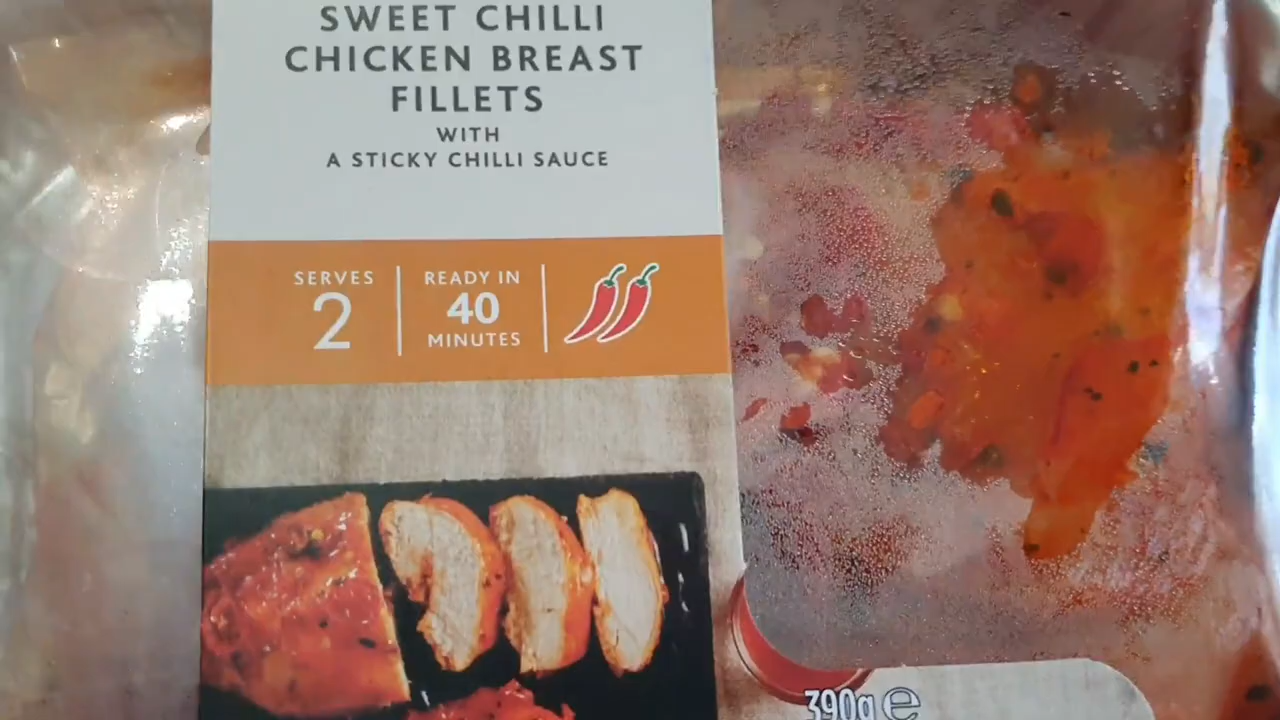 SWEET CHILLI
CHICKEN BREAST
FILLETS
WITH
A STICKY CHILLI SAUCE
SERVES
2
READY IN
40
MINUTES
390g e